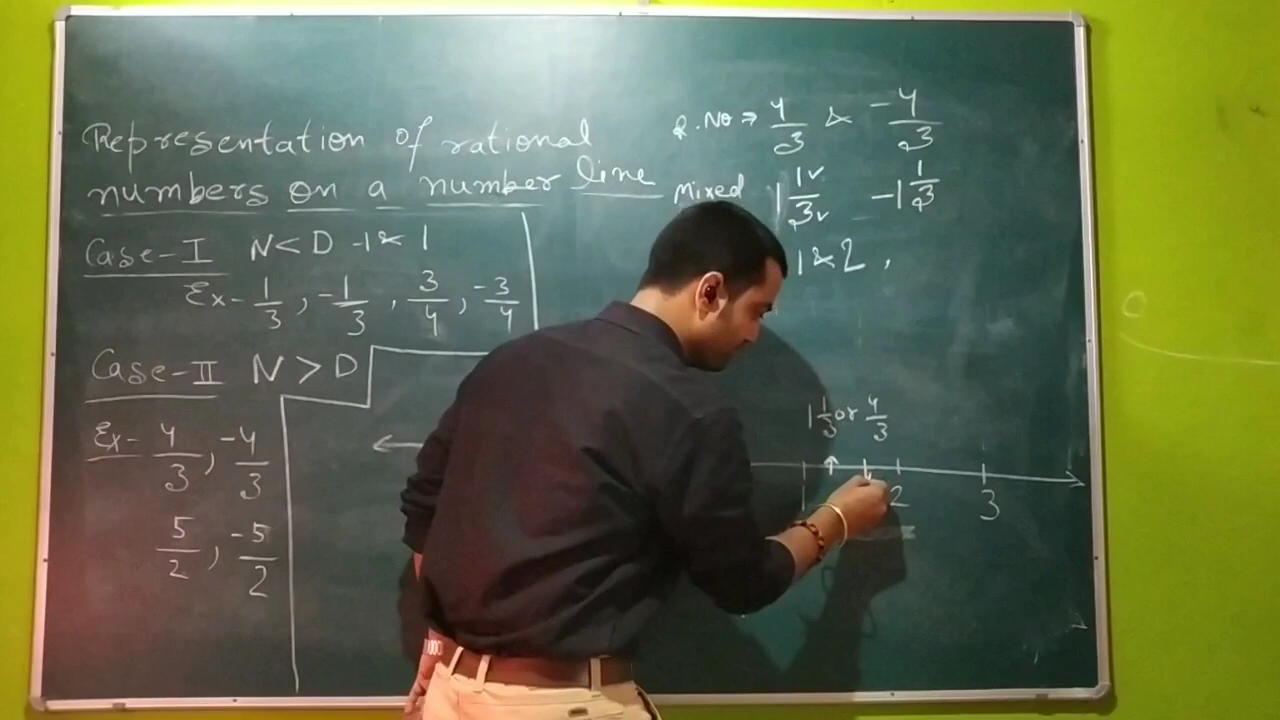 Representation of rational
numbers on a number line
Case-I N<D -1 & 1
Ex- 1/3, -1/3, 3/4, -3/4
Case-II N>D
Ex- 4/3, -4/3
5/2, -5/2
R.No ⇒ 4/3 & -4/3
Mixed 1 1/3 -1 1/3
1 & 2,
1 1/3 or 4/3
1 2 3